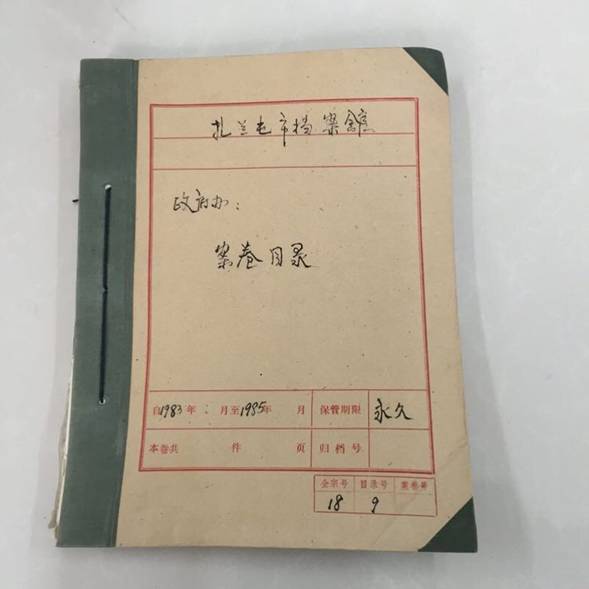 扎兰屯市档案馆
政府办：
案卷目录
自1983年 月至1985年 月 保管期限 永久
本卷共 件 页 归档号
全宗号 目录号 案卷号
18 9